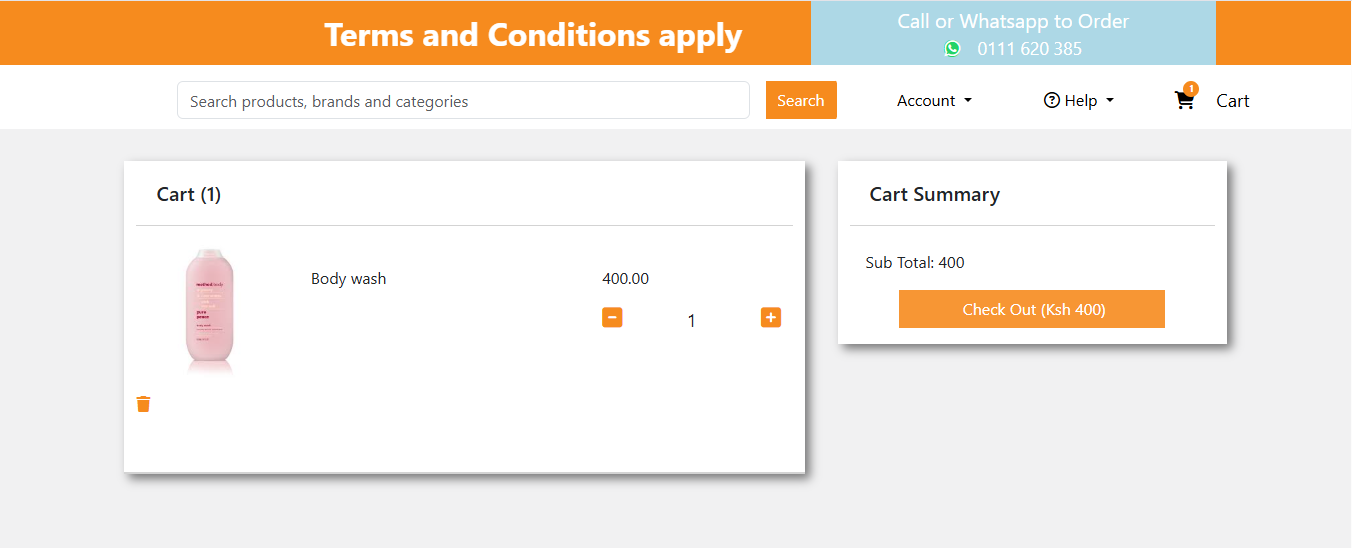 Terms and Conditions apply
Call or Whatsapp to Order
0111 620 385
Search products, brands and categories
Search
Account
Help
1
Cart
Cart (1)
Cart Summary
method body
pure
peace
body wash
Body wash
400.00
1
Sub Total: 400
Check Out (Ksh 400)